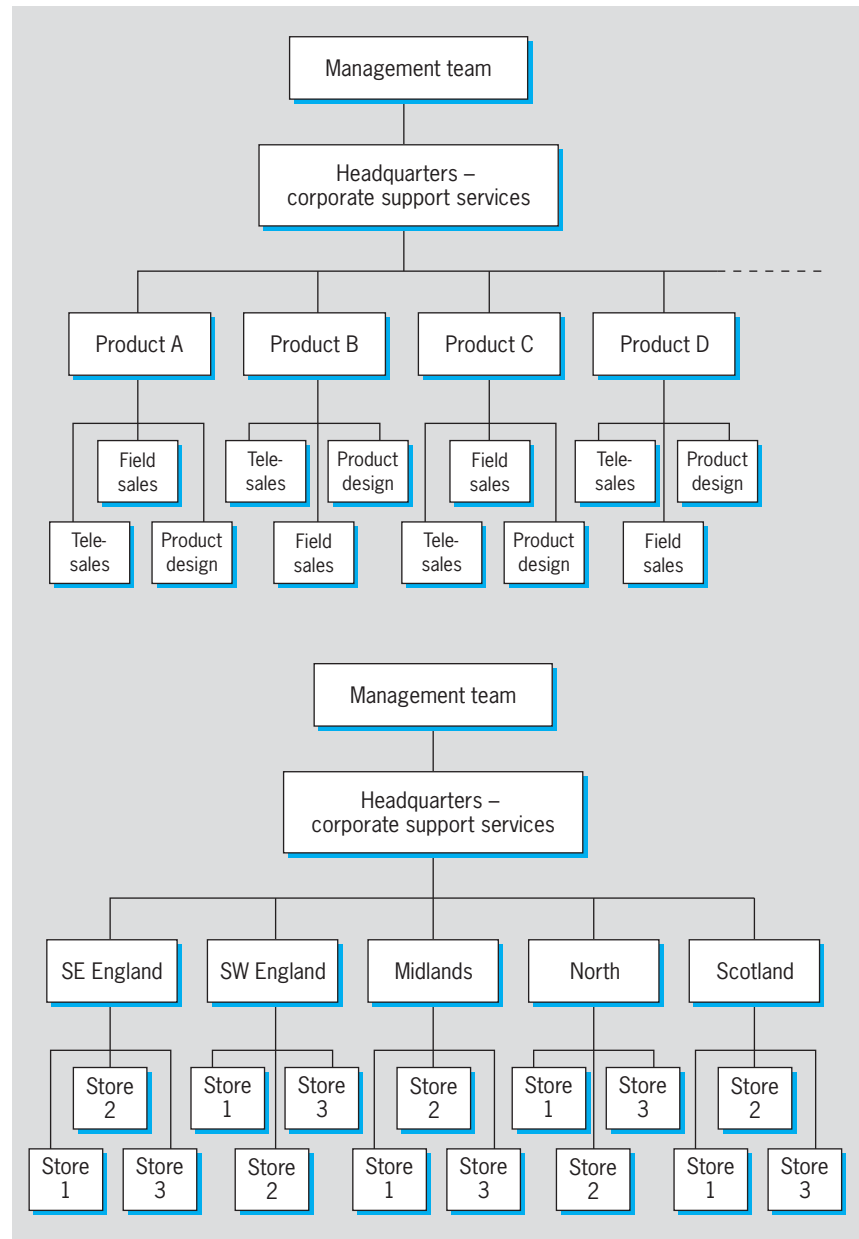 Management team
Headquarters –
corporate support services
Product A
Product B
Product C
Product D
Field
sales
Tele-
sales
Product
design
Tele-
sales
Product
design
Field
sales
Field
sales
Tele-
sales
Product
design
Tele-
sales
Product
design
Field
sales
Management team
Headquarters –
corporate support services
SE England
SW England
Midlands
North
Scotland
Store
2
Store
1
Store
3
Store
1
Store
3
Store
2
Store
2
Store
1
Store
3
Store
1
Store
3
Store
2
Store
2
Store
1
Store
3